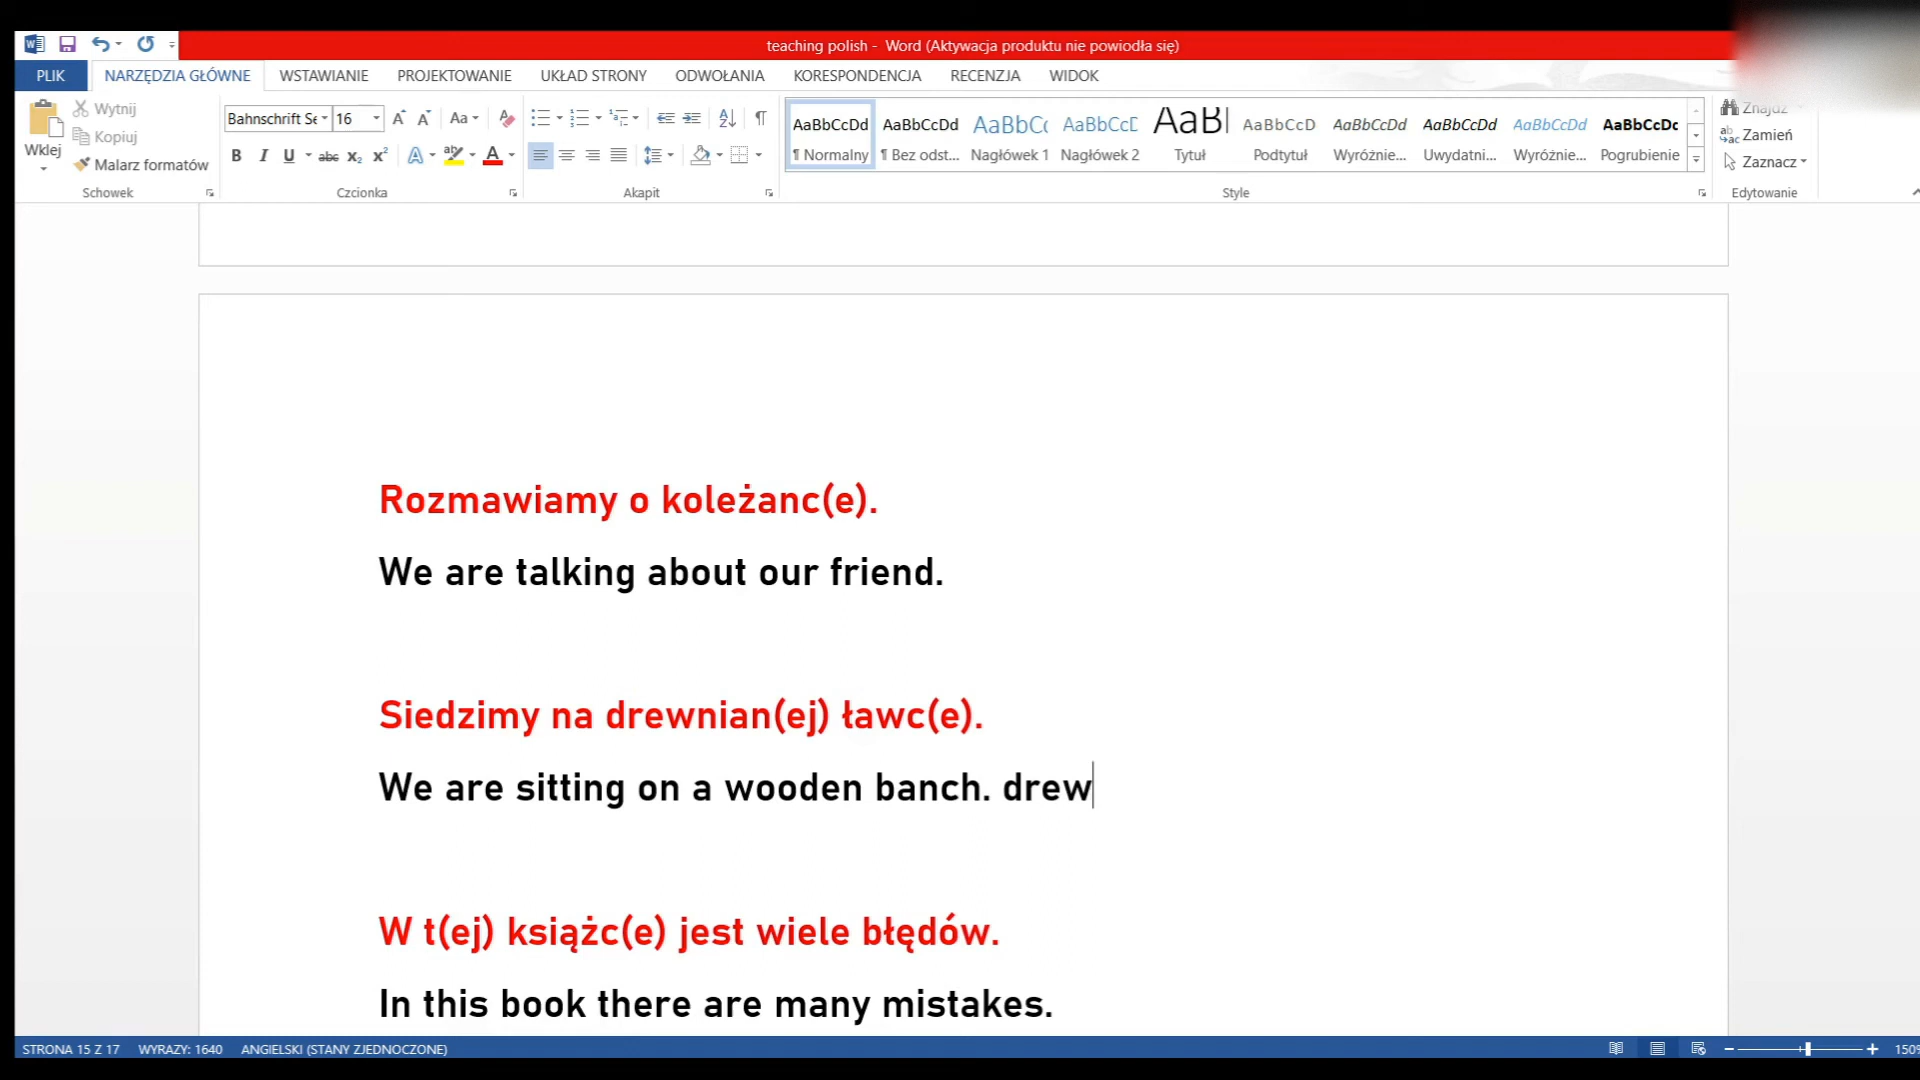 teaching polish - Word (Aktywacja produktu nie powiodła się)
PLIK NARZĘDZIA GŁÓWNE WSTAWIANIE PROJEKTOWANIE UKŁAD STRONY ODWOŁANIA KORESPONDENCJA RECENZJA WIDOK
Wklej
Wytnij
Kopiuj
Malarz formatów
Schowek
Bahnschrift Se 16
Czcionka
Akapit
AaBbCcDd AaBbCcDd AaBbCc AaBbCcD AaB AaBbCcD AaBbCcDd AaBbCcDd AaBbCcDd AaBbCcDc
¶ Normalny ¶ Bez odst... Nagłówek 1 Nagłówek 2 Tytuł Podtytuł Wyróżnie... Uwydatni... Wyróżnie... Pogrubienie
Style
Znajdź
Zamień
Zaznacz
Edytowanie
Rozmawiamy o koleżanc(e).
We are talking about our friend.
Siedzimy na drewnian(ej) ławc(e).
We are sitting on a wooden banch. drew
W t(ej) książc(e) jest wiele błędów.
In this book there are many mistakes.
STRONA 15 Z 17 WYRAZY: 1640 ANGIELSKI (STANY ZJEDNOCZONE) 150%